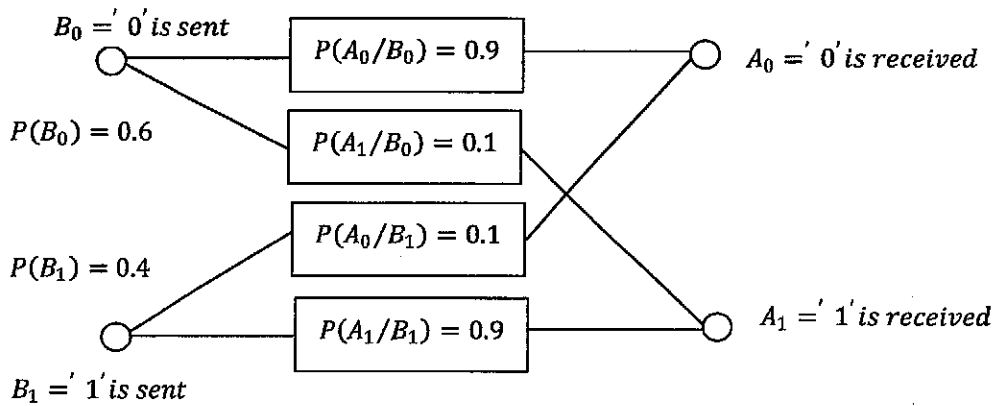 B₀ =' 0' is sent
P(A₀/B₀) = 0.9
A₀ =' 0' is received
P(B₀) = 0.6
P(A₁/B₀) = 0.1
P(A₀/B₁) = 0.1
P(B₁) = 0.4
P(A₁/B₁) = 0.9
A₁ =' 1' is received
B₁ =' 1' is sent